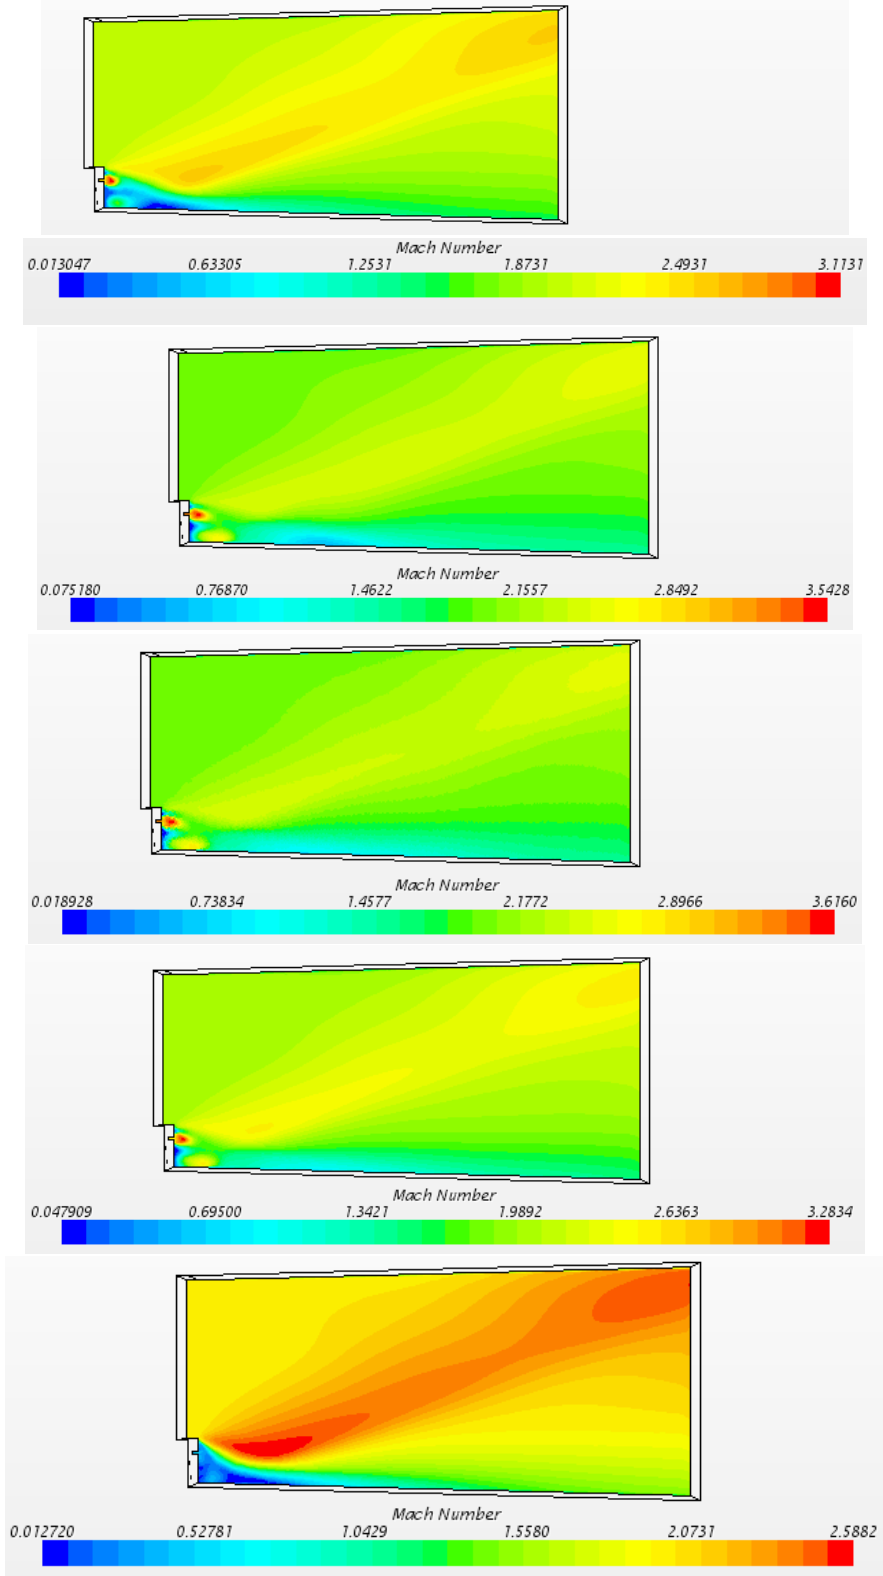 Mach Number
0.013047 0.63305 1.2531 1.8731 2.4931 3.1131
Mach Number
0.075180 0.76870 1.4622 2.1557 2.8492 3.5428
Mach Number
0.018928 0.73834 1.4577 2.1772 2.8966 3.6160
Mach Number
0.047909 0.69500 1.3421 1.9892 2.6363 3.2834
Mach Number
0.012720 0.52781 1.0429 1.5580 2.0731 2.5882